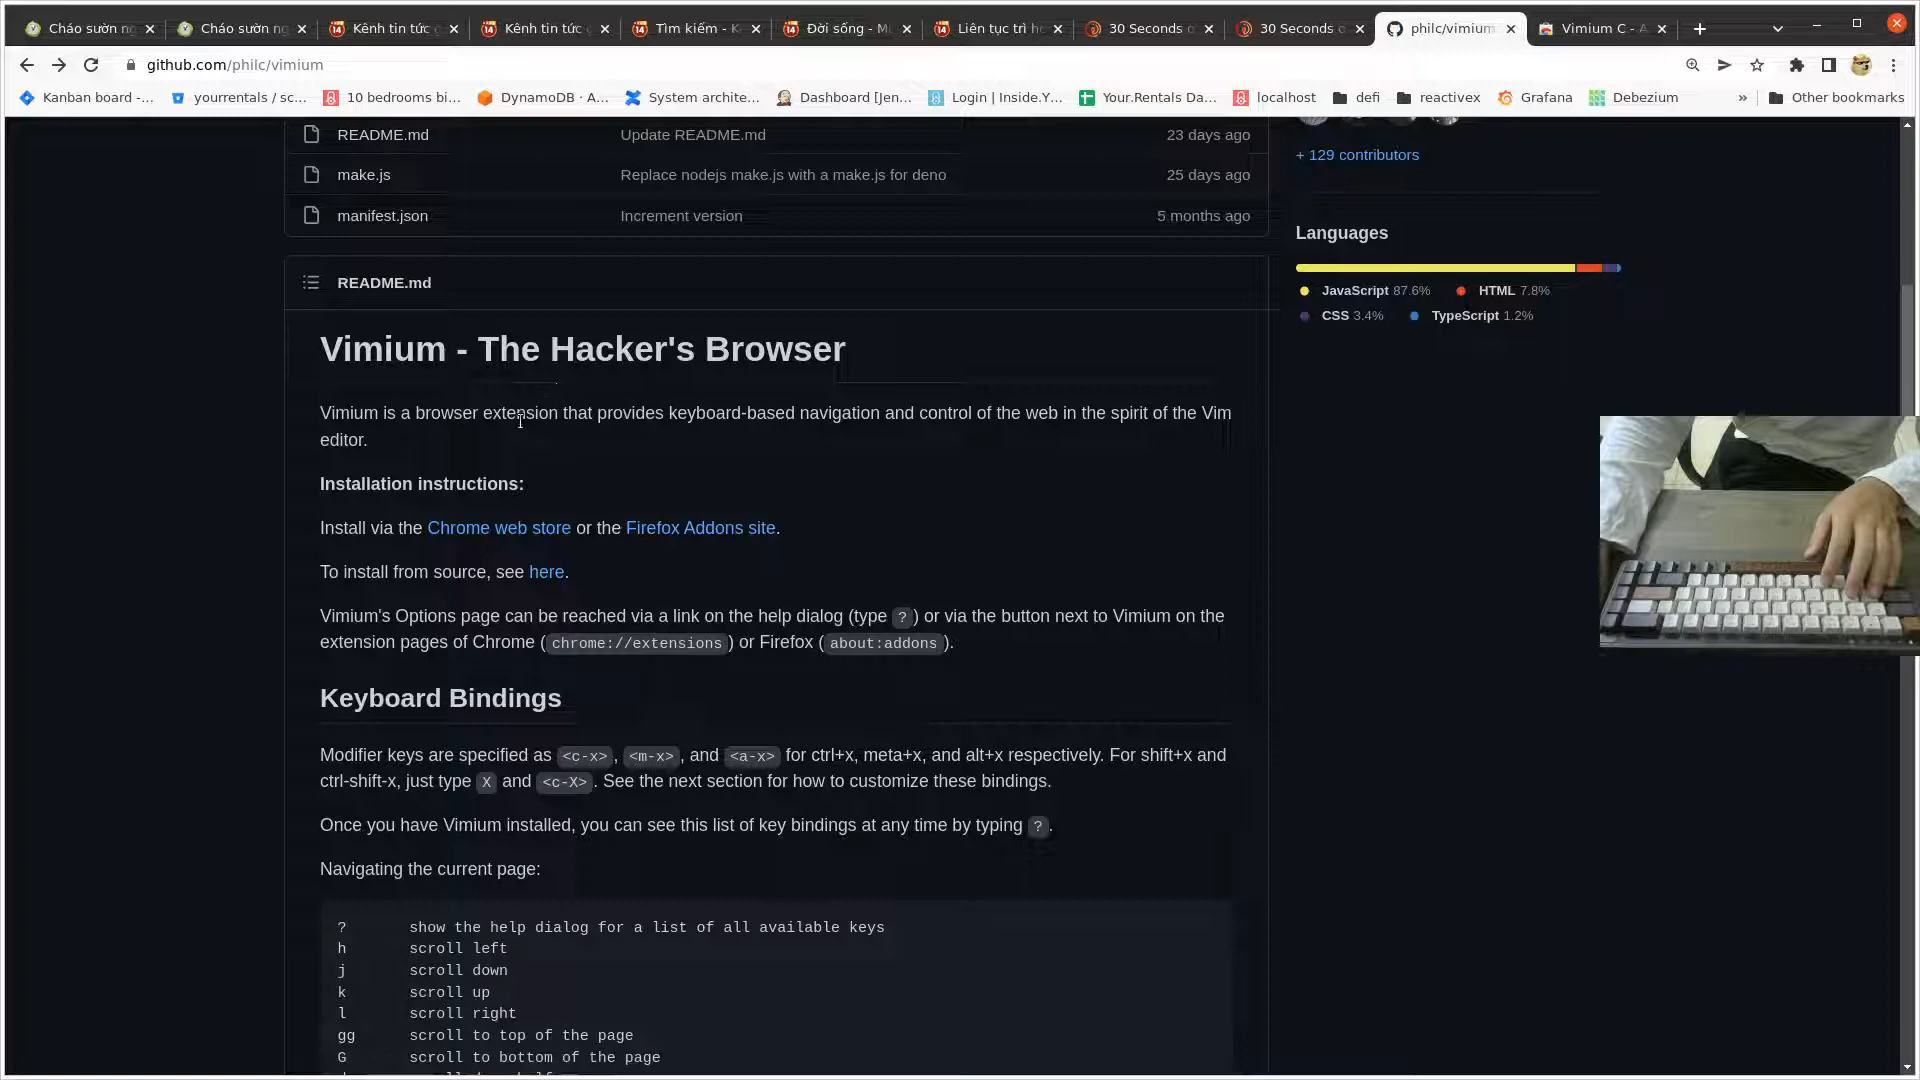 Cháo sườn ng
Cháo sườn ng
Kênh tin tức g
Kênh tin tức g
Tìm kiếm - K
Đời sống - M
Liên tục trì h
30 Seconds o
30 Seconds o
philc/vimium
Vimium C - A
github.com/philc/vimium
Kanban board -...
yourrentals / sc...
10 bedrooms bi...
DynamoDB · A...
System archite...
Dashboard [Jen...
Login | Inside.Y...
Your.Rentals Da...
localhost
defi
reactivex
Grafana
Debezium
»
Other bookmarks
README.md Update README.md 23 days ago
make.js Replace nodejs make.js with a make.js for deno 25 days ago
manifest.json Increment version 5 months ago
+ 129 contributors
Languages
JavaScript 87.6% HTML 7.8%
CSS 3.4% TypeScript 1.2%
README.md
Vimium - The Hacker's Browser
Vimium is a browser extension that provides keyboard-based navigation and control of the web in the spirit of the Vim
editor.
Installation instructions:
Install via the Chrome web store or the Firefox Addons site.
To install from source, see here.
Vimium's Options page can be reached via a link on the help dialog (type ?) or via the button next to Vimium on the
extension pages of Chrome (chrome://extensions) or Firefox (about:addons).
Keyboard Bindings
Modifier keys are specified as <c-x>, <m-x>, and <a-x> for ctrl+x, meta+x, and alt+x respectively. For shift+x and
ctrl-shift-x, just type X and <c-X>. See the next section for how to customize these bindings.
Once you have Vimium installed, you can see this list of key bindings at any time by typing ?.
Navigating the current page:
? show the help dialog for a list of all available keys
h scroll left
j scroll down
k scroll up
l scroll right
gg scroll to top of the page
G scroll to bottom of the page